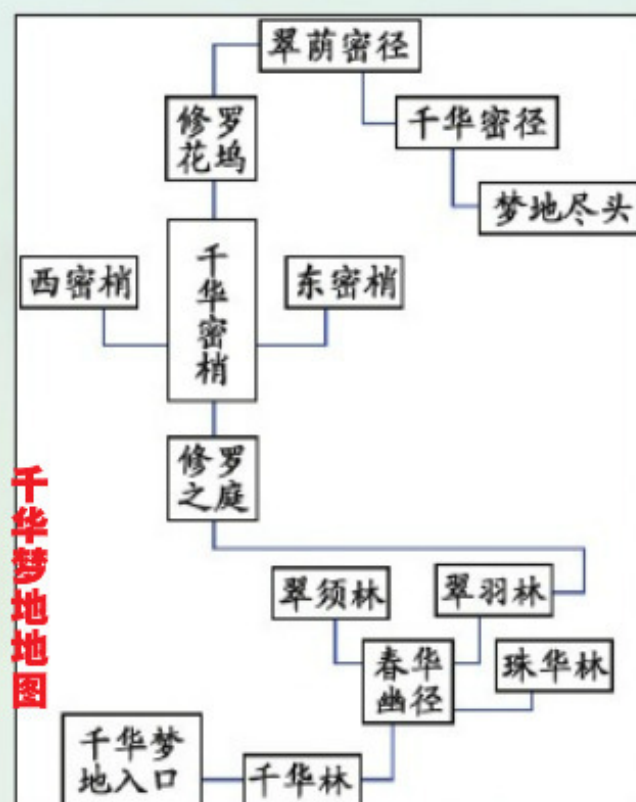 翠荫密径
修罗
花坞
千华密径
梦地尽头
西密梢
千华密梢
东密梢
修罗
之庭
千华梦地地图
翠须林
翠羽林
春华
幽径
珠华林
千华梦
地入口
千华林